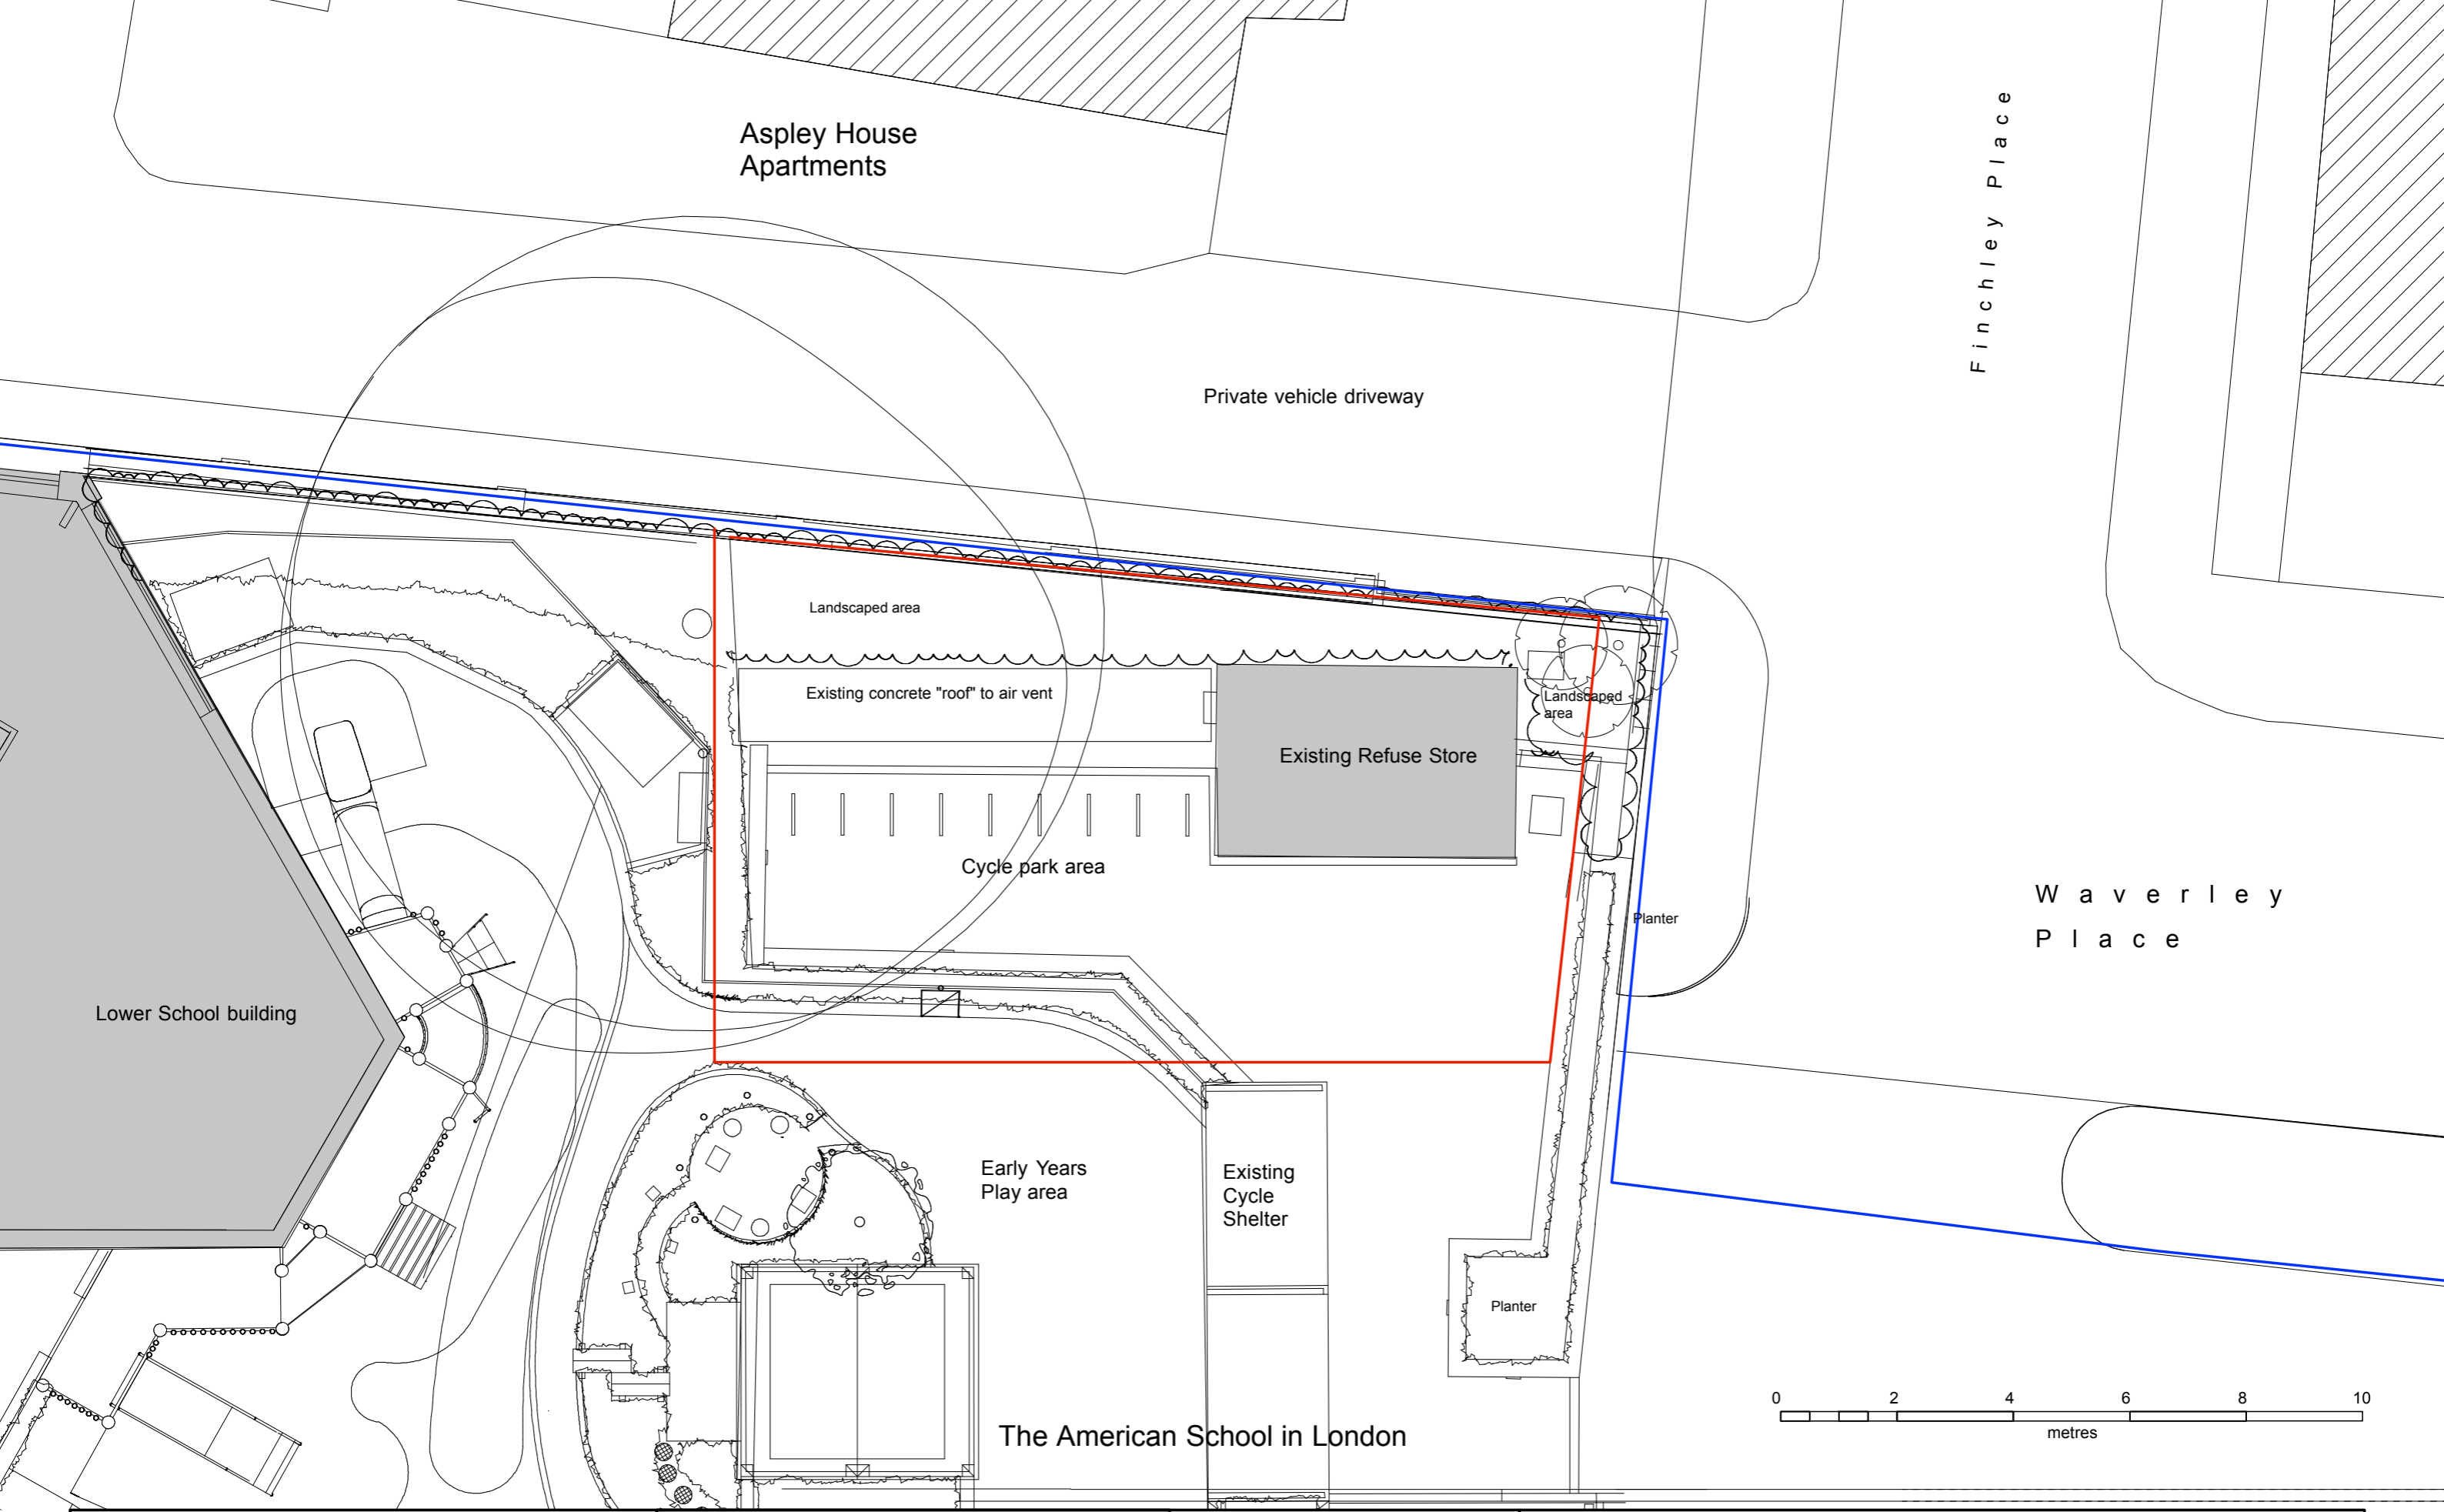 Aspley House
Apartments
Finchley Place
Private vehicle driveway
Landscaped area
Existing concrete "roof" to air vent
Landscaped
area
Existing Refuse Store
Cycle park area
Waverley
Place
Planter
Lower School building
Early Years
Play area
Existing
Cycle
Shelter
Planter
The American School in London
0 2 4 6 8 10
metres